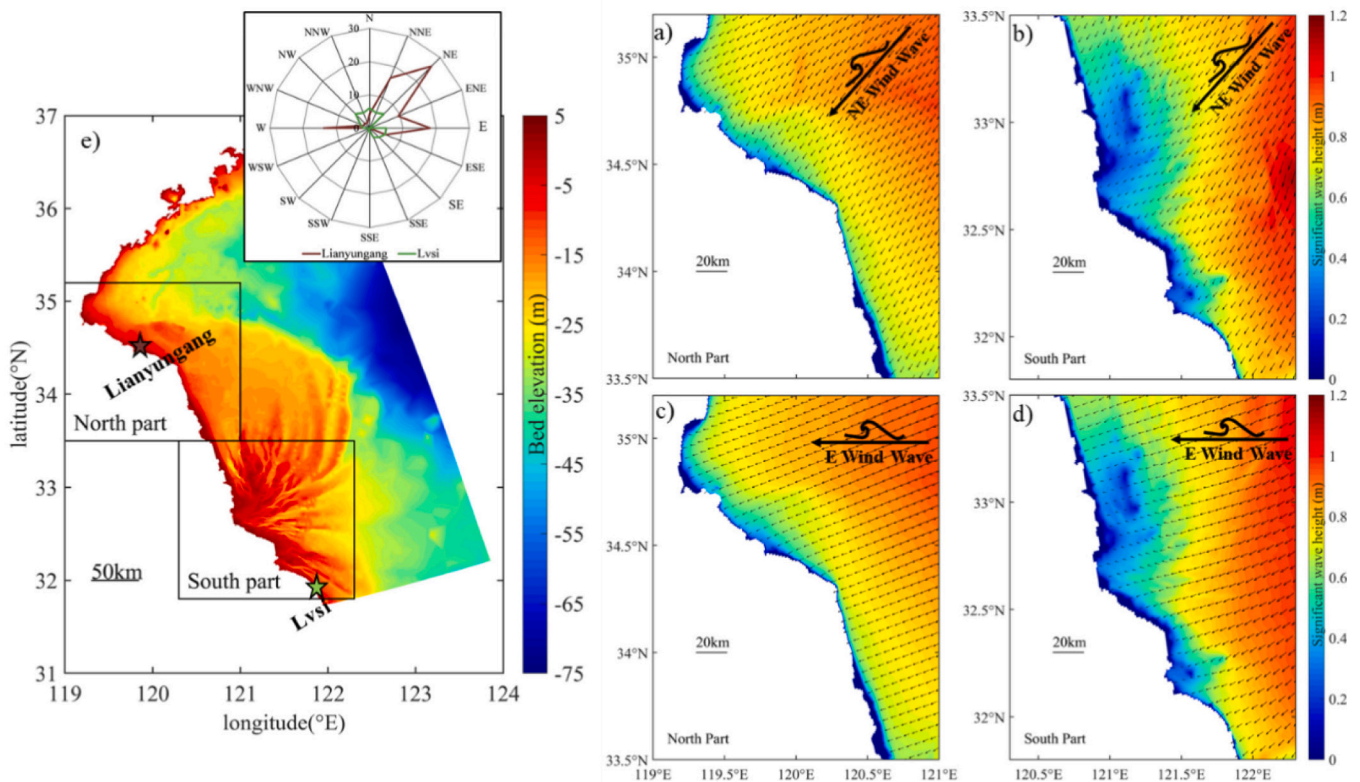 e)
N
NNE
NE
ENE
E
ESE
SE
SSE
SSE
SSW
SW
WSW
W
WNW
NW
NNW
30
20
10
0
Lianyungang
Lvsi
37
36
35
34
33
32
31
latitude(°N)
119
120
121
122
123
124
longitude(°E)
Lianyungang
North part
South part
Lvsi
50km
5
-5
-15
-25
-35
-45
-55
-65
-75
Bed elevation (m)
a)
NE Wind Wave
20km
North Part
35°N
34.5°N
34°N
33.5°N
b)
NE Wind Wave
20km
South Part
33.5°N
33°N
32.5°N
32°N
1.2
1
0.8
0.6
0.4
0.2
0
Significant wave height (m)
c)
E Wind Wave
20km
North Part
35°N
34.5°N
34°N
33.5°N
119°E
119.5°E
120°E
120.5°E
121°E
d)
E Wind Wave
20km
South Part
33.5°N
33°N
32.5°N
32°N
120.5°E
121°E
121.5°E
122°E
1.2
1
0.8
0.6
0.4
0.2
0
Significant wave height (m)